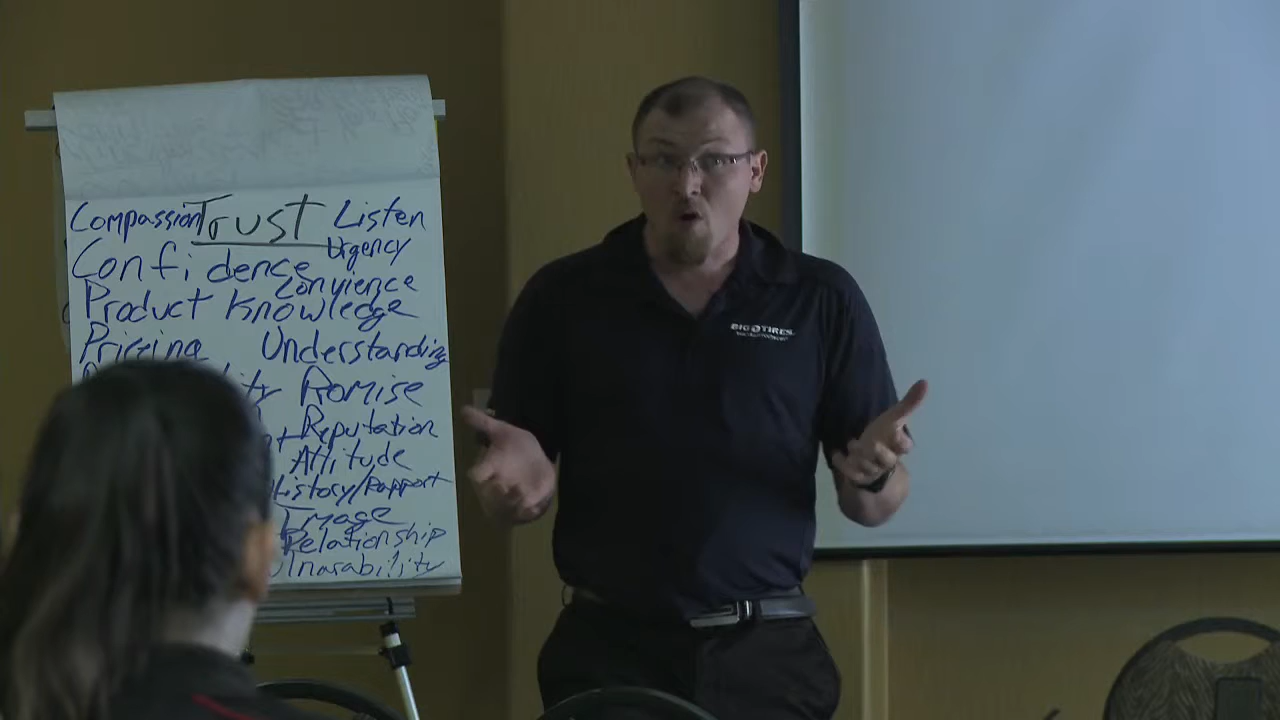 Compassion Trust Listen
Urgency
Confidence
Convience
Product Knowledge
Pricing Understanding
Promise
Reputation
Attitude
History/Rapport
Image
Relationship
ulnarability
BIG O TIRES